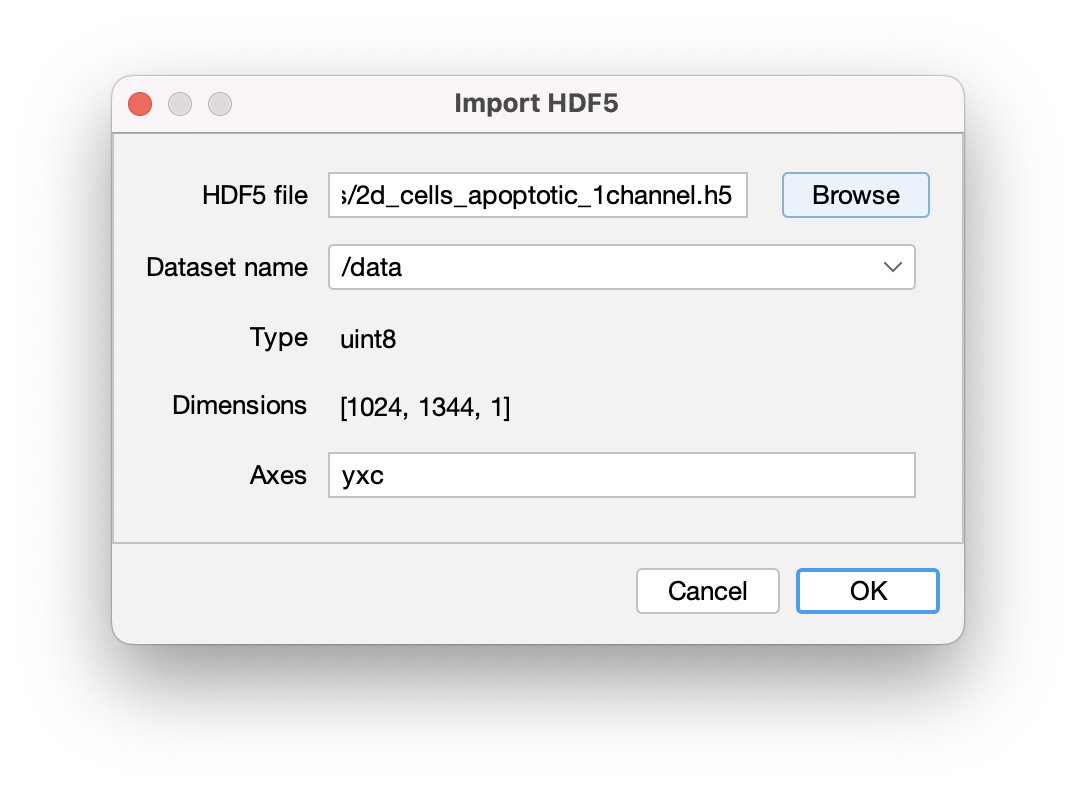 Import HDF5
HDF5 file /2d_cells_apoptotic_1channel.h5 Browse
Dataset name /data
Type uint8
Dimensions [1024, 1344, 1]
Axes yxc
Cancel OK